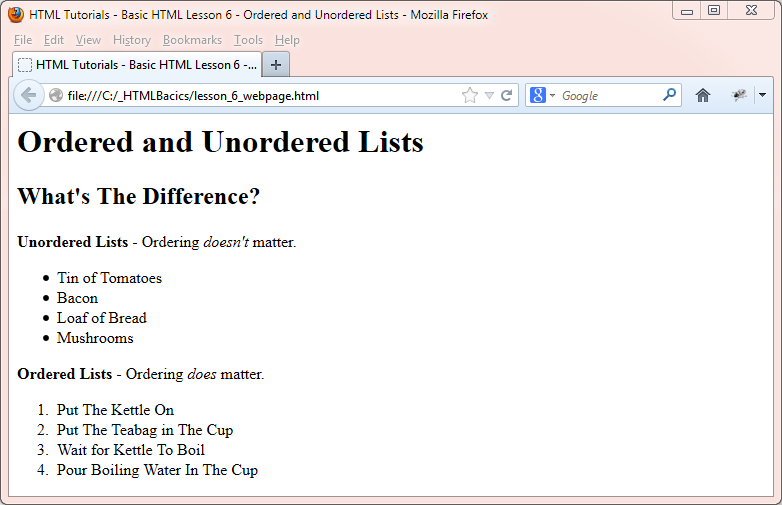 HTML Tutorials - Basic HTML Lesson 6 - Ordered and Unordered Lists - Mozilla Firefox
File Edit View History Bookmarks Tools Help
HTML Tutorials - Basic HTML Lesson 6 -...
file:///C:/_HTMLBacics/lesson_6_webpage.html
8 Google
Ordered and Unordered Lists
What's The Difference?
Unordered Lists - Ordering doesn't matter.
• Tin of Tomatoes
• Bacon
• Loaf of Bread
• Mushrooms
Ordered Lists - Ordering does matter.
1. Put The Kettle On
2. Put The Teabag in The Cup
3. Wait for Kettle To Boil
4. Pour Boiling Water In The Cup